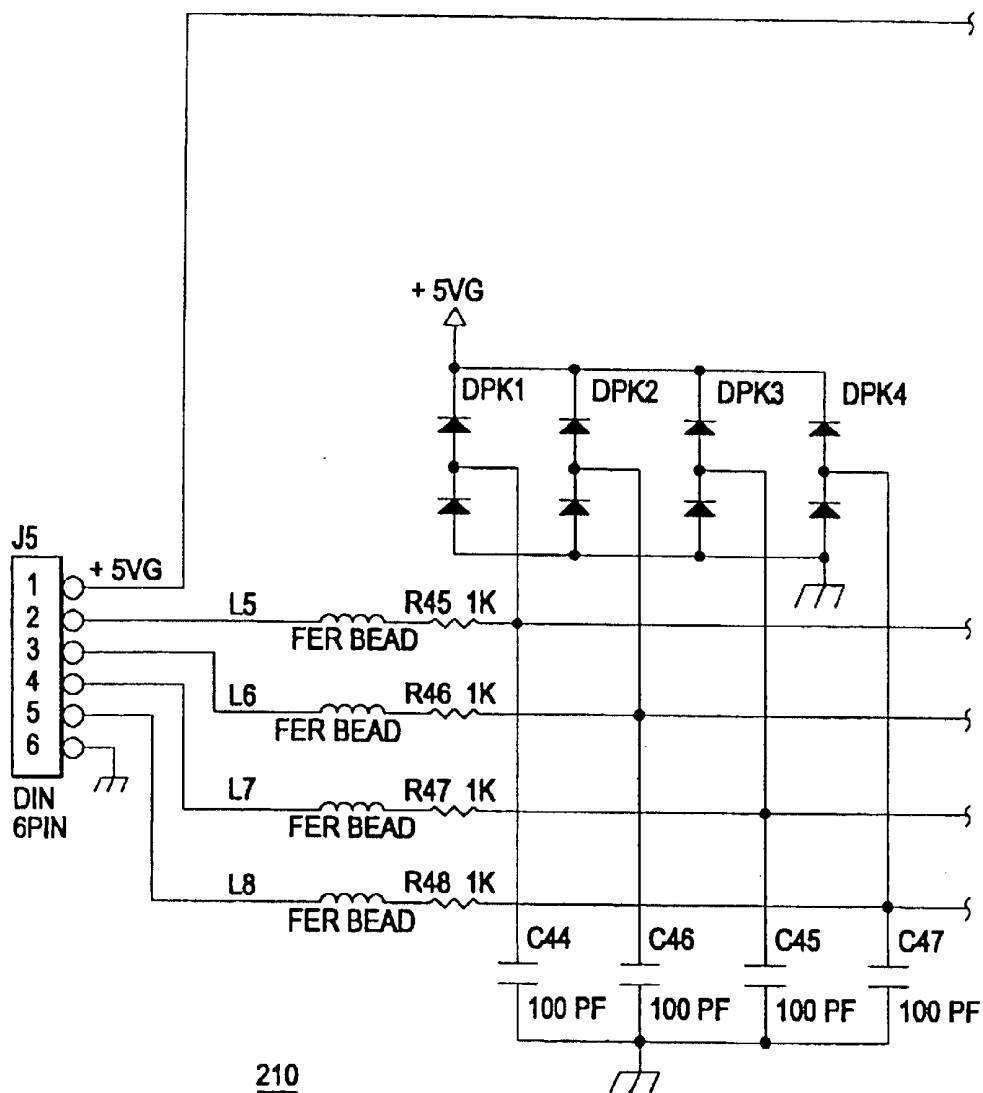 + 5VG
DPK1 DPK2 DPK3 DPK4
J5
1 + 5VG
2 L5 R45 1K
FER BEAD
3
4 L6 R46 1K
FER BEAD
5
6
DIN
6PIN
L7 R47 1K
FER BEAD
L8 R48 1K
FER BEAD
C44 C46 C45 C47
100 PF 100 PF 100 PF 100 PF
210